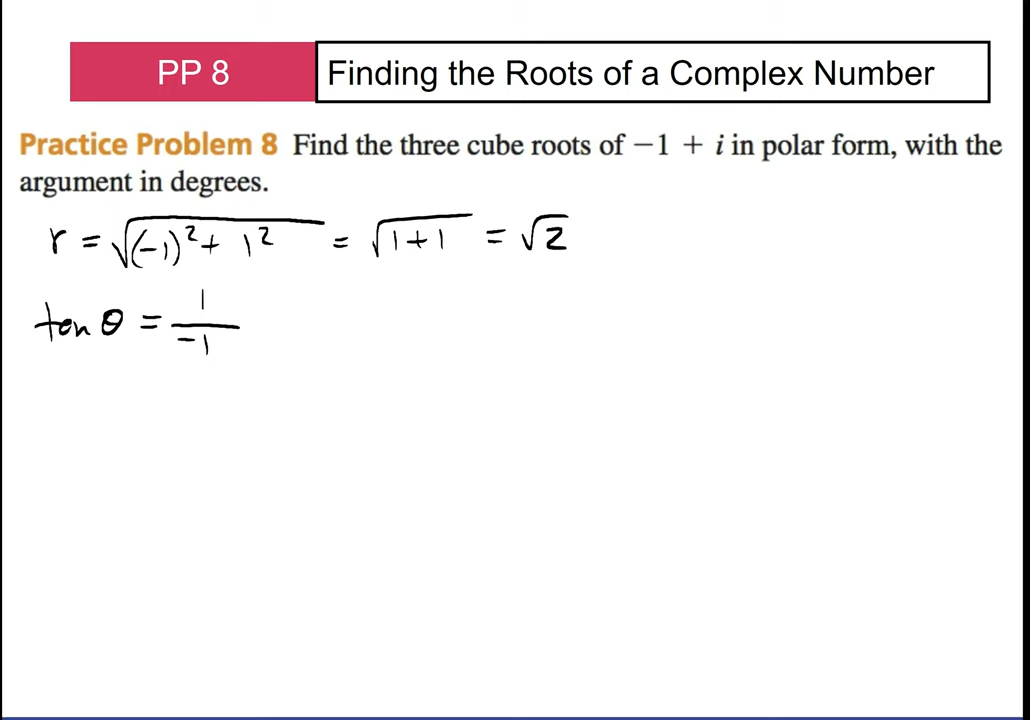 PP 8 Finding the Roots of a Complex Number
Practice Problem 8 Find the three cube roots of −1 + i in polar form, with the
argument in degrees.
r = √((-1)² + 1²) = √(1+1) = √2
tan θ = 1/-1